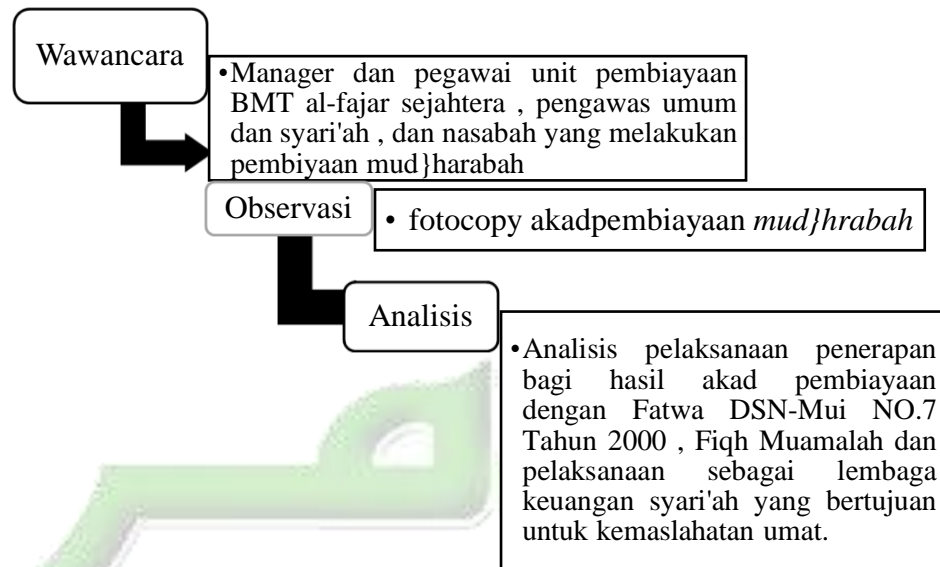 Wawancara
•Manager dan pegawai unit pembiayaan
BMT al-fajar sejahtera , pengawas umum
dan syari'ah , dan nasabah yang melakukan
pembiyaan mud}harabah
Observasi
• fotocopy akadpembiayaan mud}hrabah
Analisis
•Analisis pelaksanaan penerapan
bagi hasil akad pembiayaan
dengan Fatwa DSN-Mui NO.7
Tahun 2000 , Fiqh Muamalah dan
pelaksanaan sebagai lembaga
keuangan syari'ah yang bertujuan
untuk kemaslahatan umat.